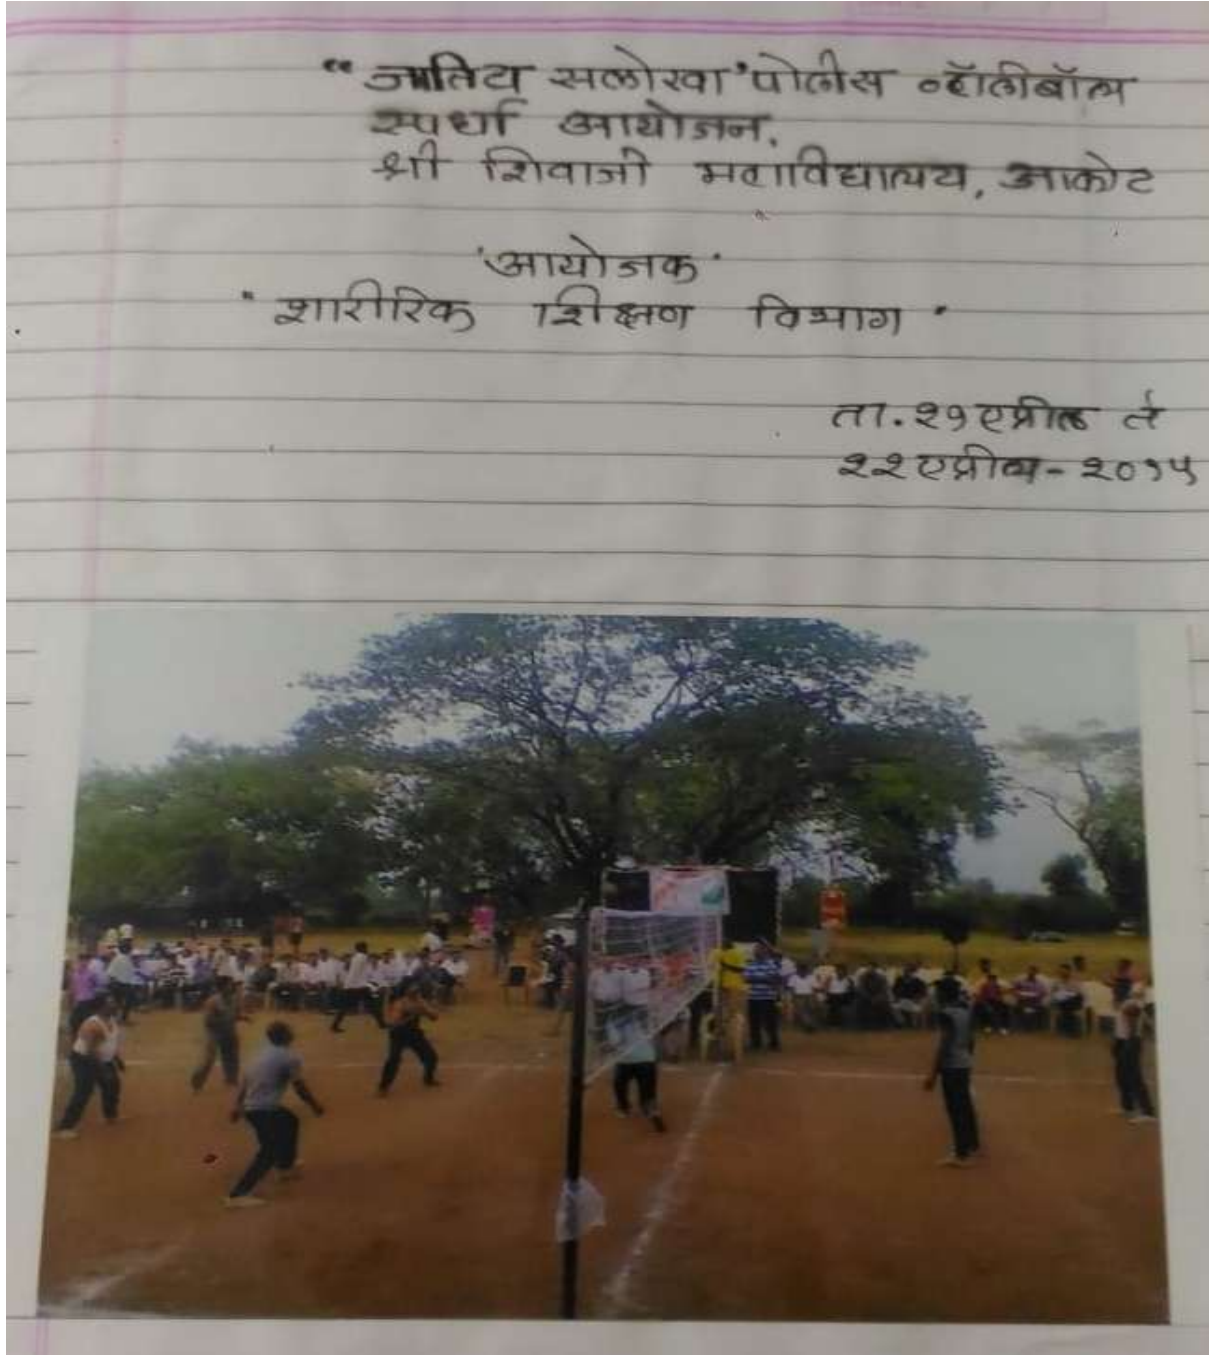 “ जातिय सलोखा’ पोलीस व्हॉलीबॉल
स्पर्धा आयोजन.
श्री शिवाजी महाविद्यालय, आकोट
'आयोजक'
" शारीरिक शिक्षण विभाग "
ता. २१ एप्रील ते
२२ एप्रील - २०१५